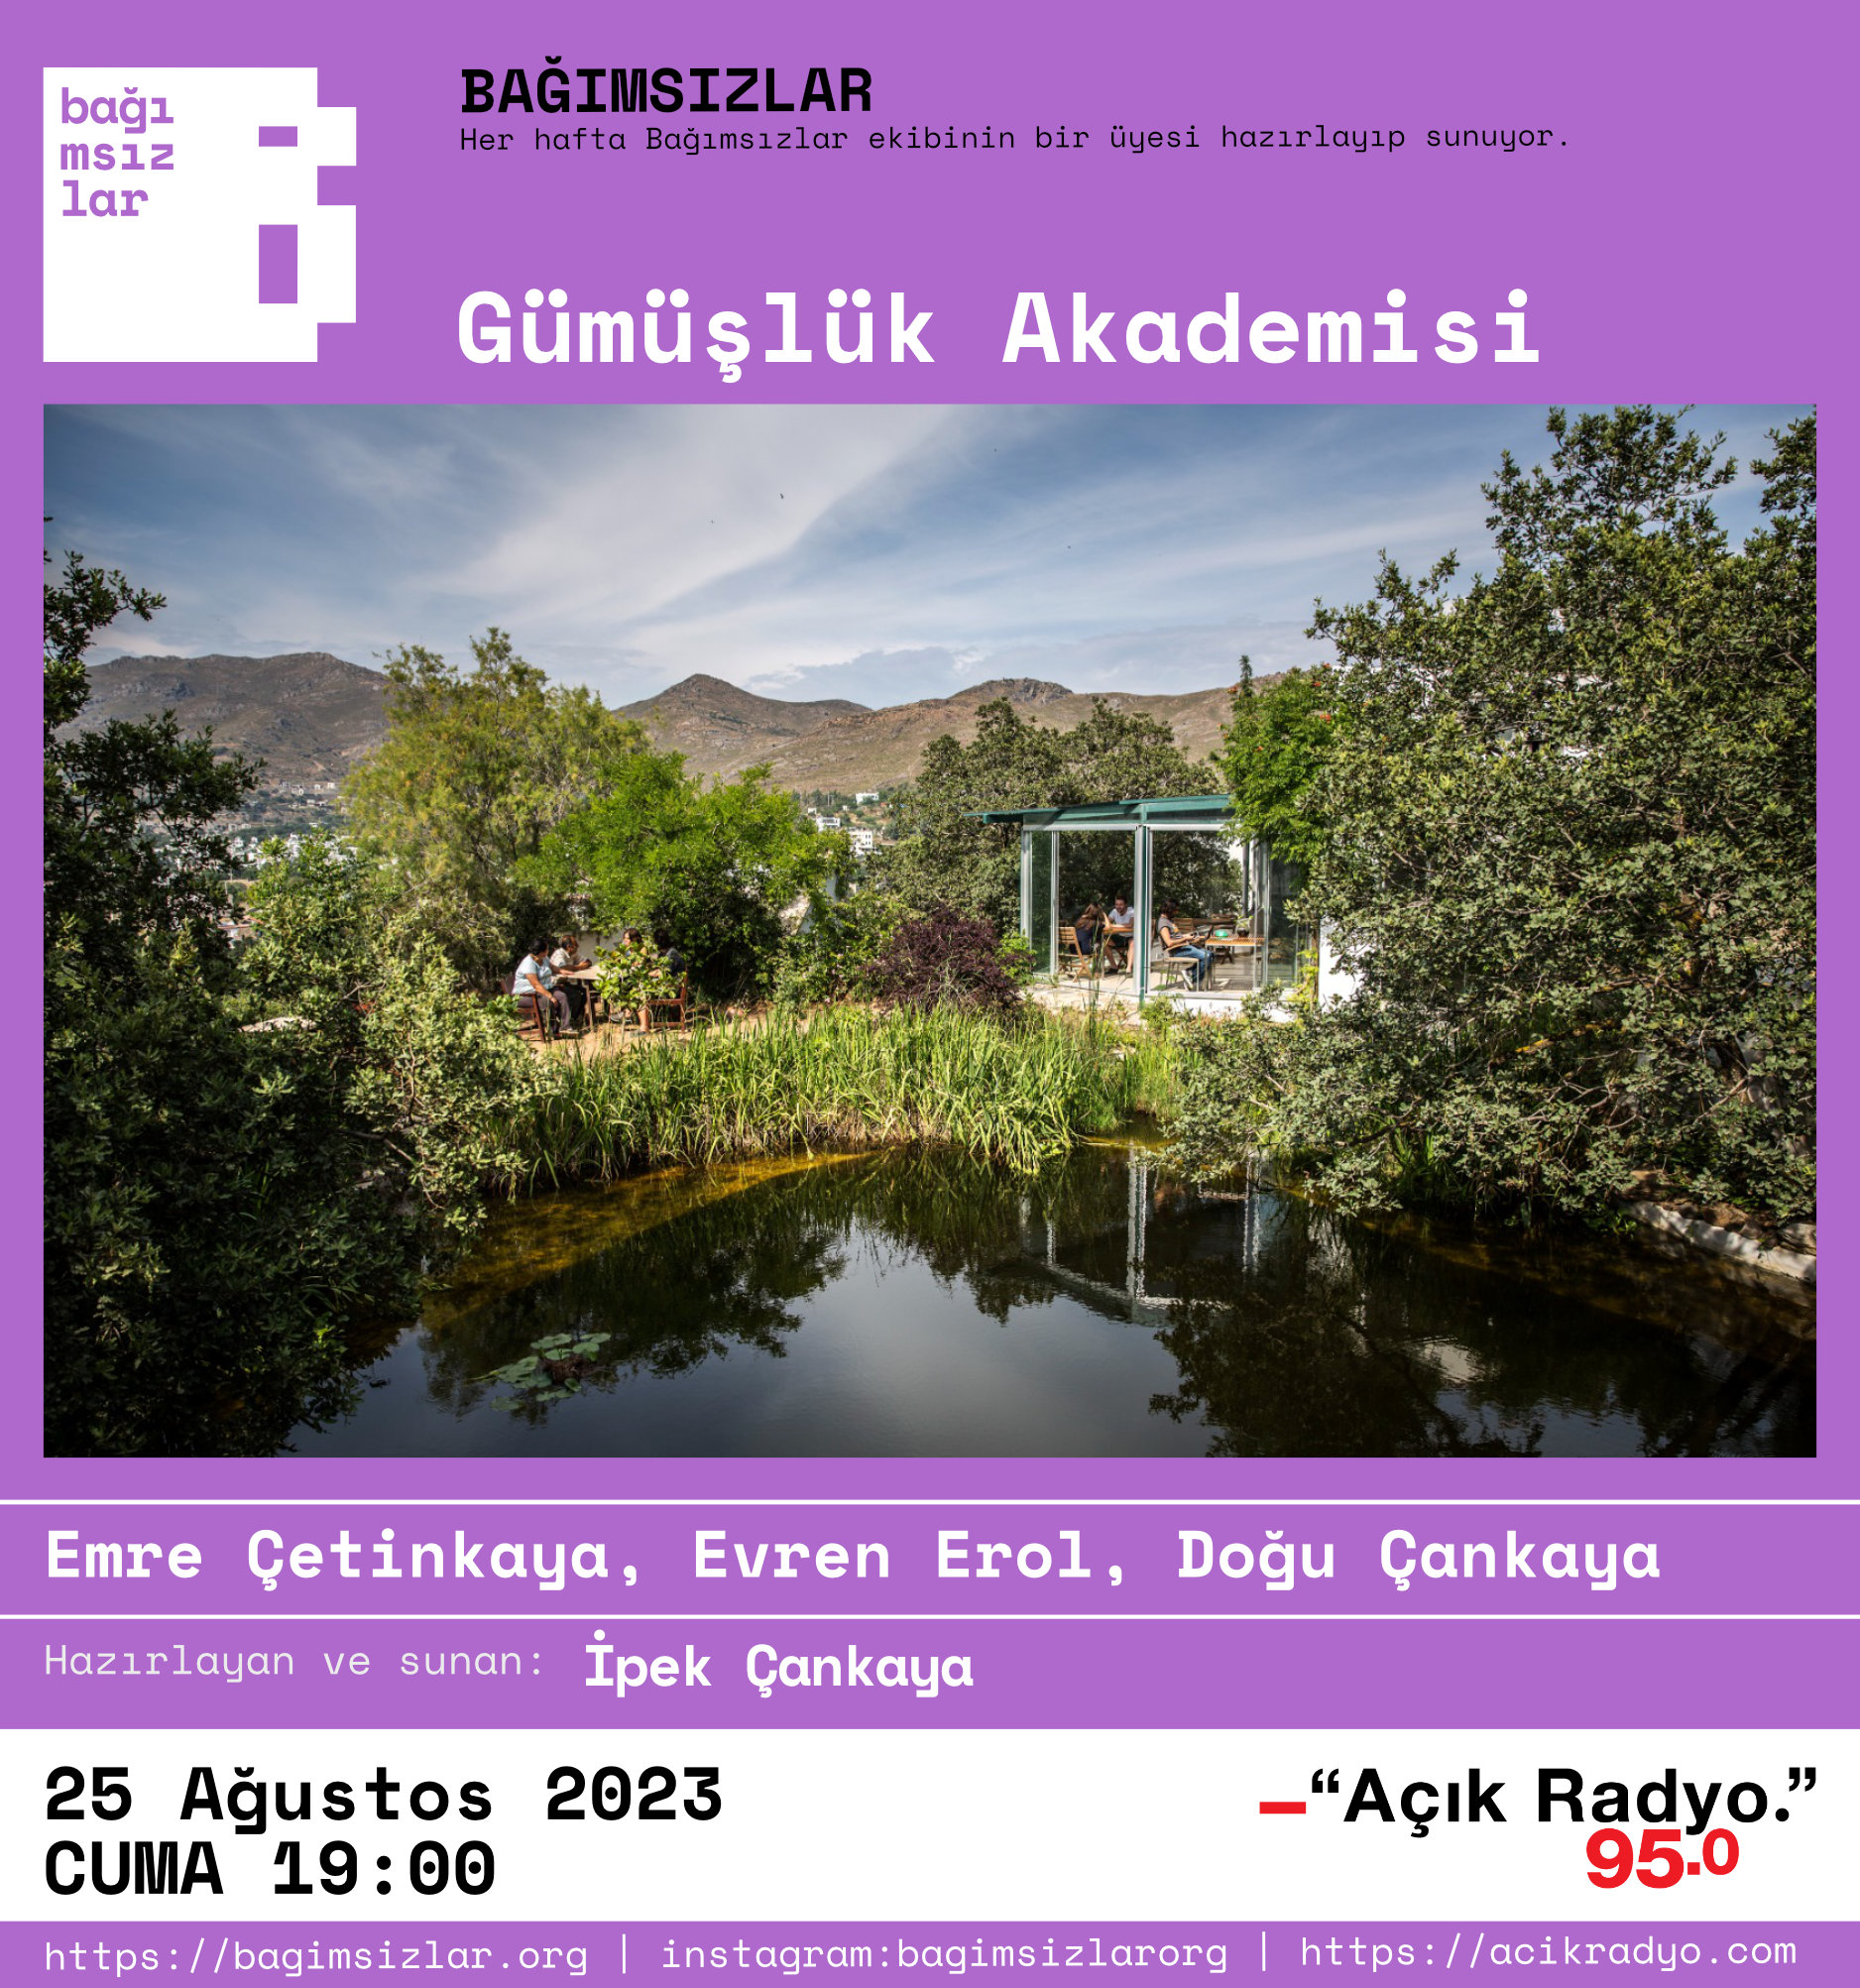 bağı
msız
lar
BAĞIMSIZLAR
Her hafta Bağımsızlar ekibinin bir üyesi hazırlayıp sunuyor.
Gümüşlük Akademisi
Emre Çetinkaya, Evren Erol, Doğu Çankaya
Hazırlayan ve sunan: İpek Çankaya
25 Ağustos 2023
CUMA 19:00
“Açık Radyo.”
95.0
https://bagimsizlar.org | instagram:bagimsizlarorg | https://acikradyo.com